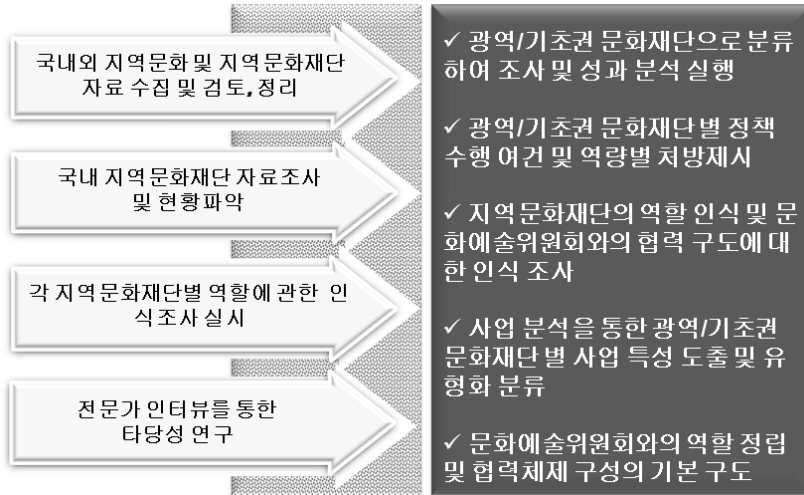 국내외 지역문화 및 지역문화재단
자료 수집 및 검토, 정리
국내 지역문화재단 자료조사
및 현황파악
각 지역문화재단별 역할에 관한 인
식조사 실시
전문가 인터뷰를 통한
타당성 연구
✓ 광역/기초권 문화재단으로 분류
하여 조사 및 성과 분석 실행
✓ 광역/기초권 문화재단 별 정책
수행 여건 및 역량별 처방제시
✓ 지역문화재단의 역할 인식 및 문
화예술위원회와의 협력 구도에 대
한 인식 조사
✓ 사업 분석을 통한 광역/기초권
문화재단 별 사업 특성 도출 및 유
형화 분류
✓ 문화예술위원회와의 역할 정립
및 협력체제 구성의 기본 구도